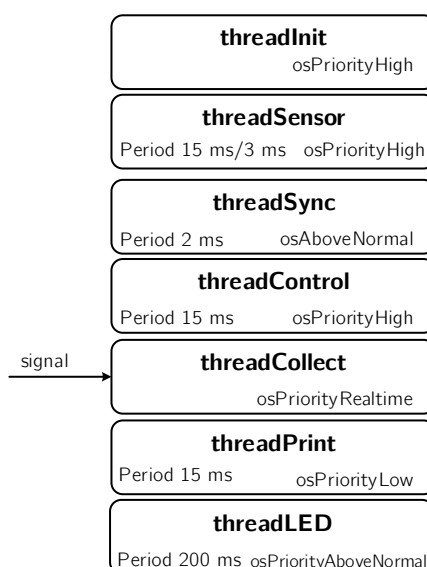 threadInit
osPriorityHigh
threadSensor
Period 15 ms/3 ms osPriorityHigh
threadSync
Period 2 ms osAboveNormal
threadControl
Period 15 ms osPriorityHigh
signal
threadCollect
osPriorityRealtime
threadPrint
Period 15 ms osPriorityLow
threadLED
Period 200 ms osPriorityAboveNormal